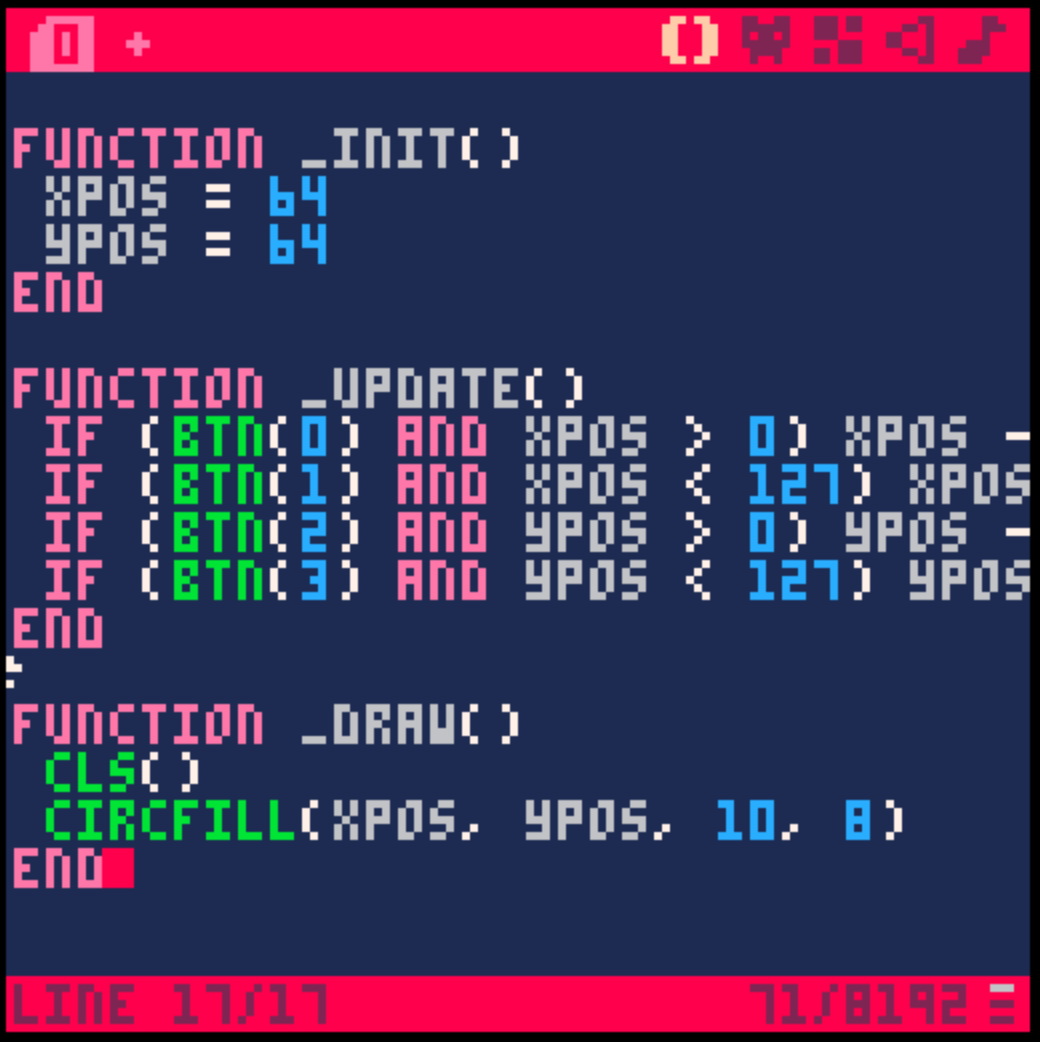 0 +
FUNCTION _INIT()
XPOS = 64
YPOS = 64
END
FUNCTION _UPDATE()
IF (BTN(0) AND XPOS > 0) XPOS -
IF (BTN(1) AND XPOS < 127) XPOS
IF (BTN(2) AND YPOS > 0) YPOS -
IF (BTN(3) AND YPOS < 127) YPOS
END
FUNCTION _DRAW()
CLS()
CIRCFILL(XPOS, YPOS, 10, 8)
END
LINE 17/17 71/8192